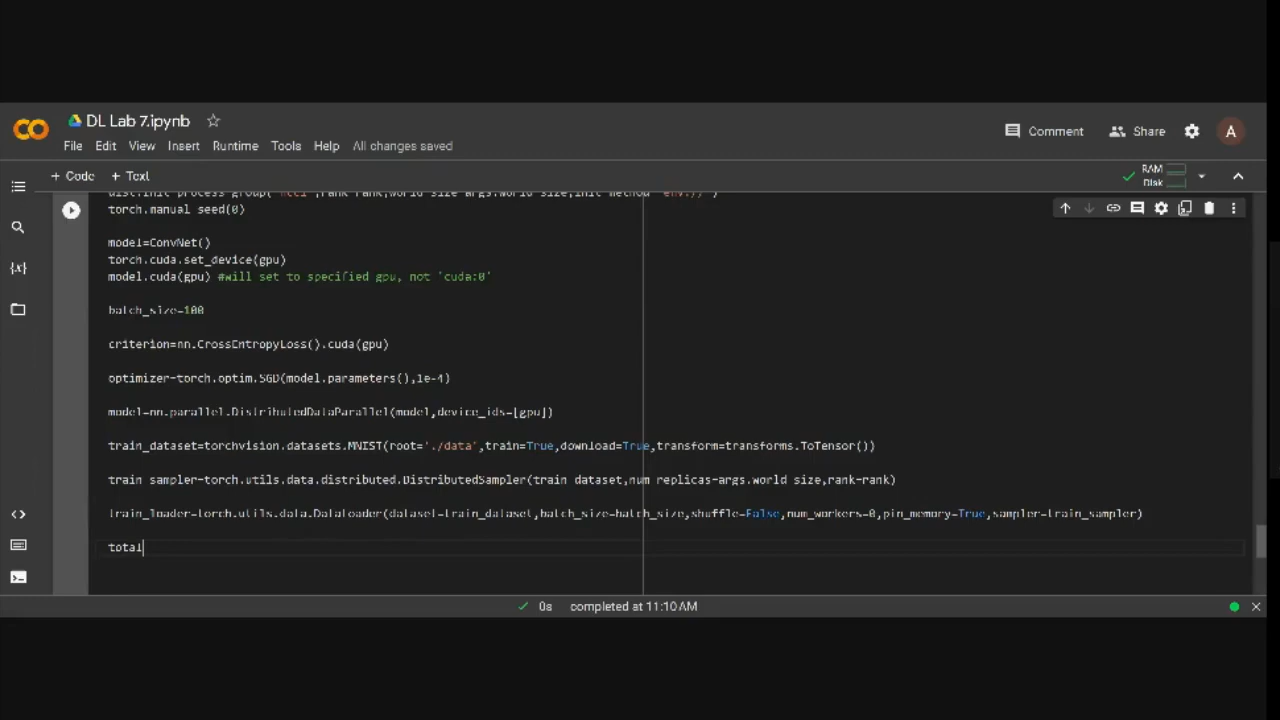 DL Lab 7.ipynb
Comment
Share
A
File Edit View Insert Runtime Tools Help All changes saved
+ Code + Text
RAM
Disk
torch.manual_seed(0)
model=ConvNet()
torch.cuda.set_device(gpu)
model.cuda(gpu) #will set to specified gpu, not 'cuda:0'
batch_size=100
criterion=nn.CrossEntropyLoss().cuda(gpu)
optimizer=torch.optim.SGD(model.parameters(),1e-4)
model=nn.parallel.DistributedDataParallel(model,device_ids=[gpu])
train_dataset=torchvision.datasets.MNIST(root='./data',train=True,download=True,transform=transforms.ToTensor())
train_sampler=torch.utils.data.distributed.DistributedSampler(train_dataset,num_replicas=args.world_size,rank=rank)
train_loader=torch.utils.data.DataLoader(dataset=train_dataset,batch_size=batch_size,shuffle=False,num_workers=0,pin_memory=True,sampler=train_sampler)
total
0s completed at 11:10 AM